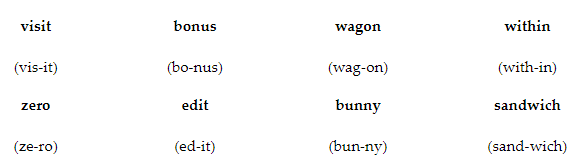 visit bonus wagon within
(vis-it) (bo-nus) (wag-on) (with-in)
zero edit bunny sandwich
(ze-ro) (ed-it) (bun-ny) (sand-wich)